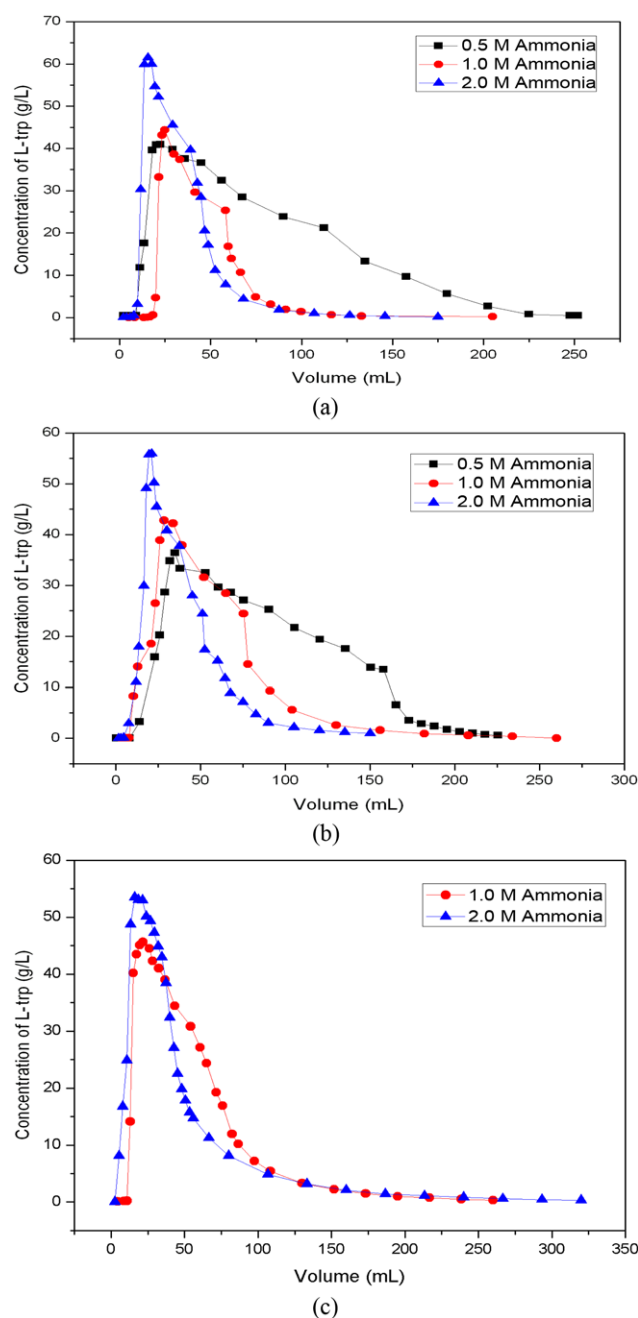 70
60
50
40
30
20
10
0
Concentration of L-trp (g/L)
0.5 M Ammonia
1.0 M Ammonia
2.0 M Ammonia
0 50 100 150 200 250
Volume (mL)
(a)
60
50
40
30
20
10
0
Concentration of L-trp (g/L)
0.5 M Ammonia
1.0 M Ammonia
2.0 M Ammonia
0 50 100 150 200 250 300
Volume (mL)
(b)
60
50
40
30
20
10
0
Concentration of L-trp (g/L)
1.0 M Ammonia
2.0 M Ammonia
0 50 100 150 200 250 300 350
Volume (mL)
(c)